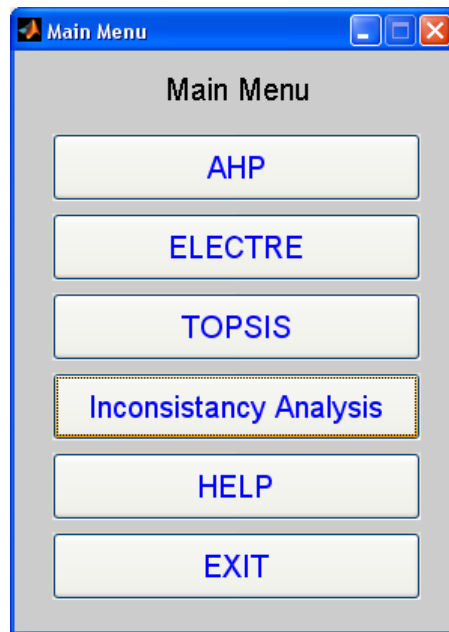 Main Menu
Main Menu
AHP
ELECTRE
TOPSIS
Inconsistancy Analysis
HELP
EXIT